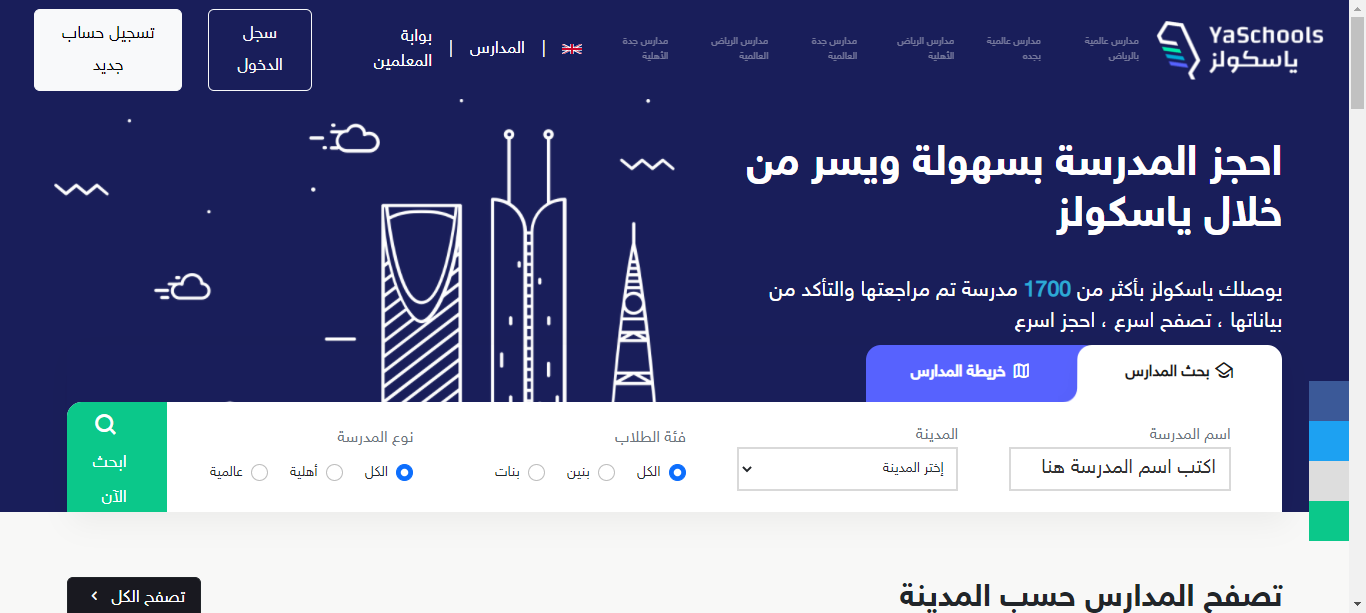 YaSchools
ياسكولز
مدارس عالمية
بالرياض
مدارس عالمية
بجده
مدارس الرياض
الأهلية
مدارس جدة
العالمية
مدارس الرياض
العالمية
مدارس جدة
الأهلية
المدارس
بوابة
المعلمين
سجل
الدخول
تسجيل حساب
جديد
احجز المدرسة بسهولة ويسر من
خلال ياسكولز
يوصلك ياسكولز بأكثر من 1700 مدرسة تم مراجعتها والتأكد من
بياناتها ، تصفح اسرع ، احجز اسرع
بحث المدارس
خريطة المدارس
اسم المدرسة
اكتب اسم المدرسة هنا
المدينة
إختر المدينة
فئة الطلاب
الكل
بنين
بنات
نوع المدرسة
الكل
أهلية
عالمية
ابحث
الآن
تصفح المدارس حسب المدينة
تصفح الكل